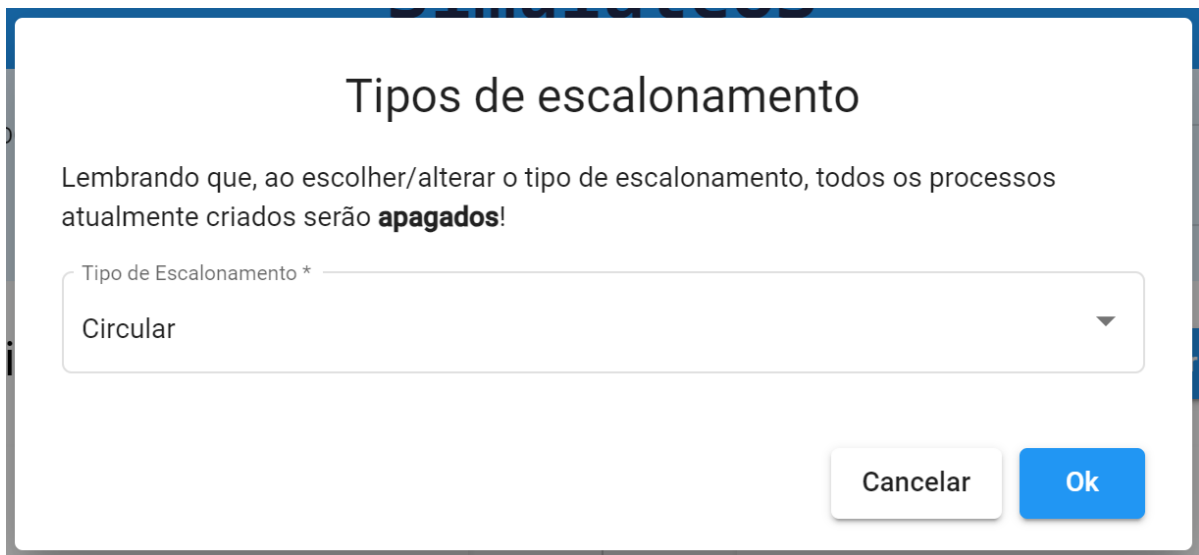 Tipos de escalonamento
Lembrando que, ao escolher/alterar o tipo de escalonamento, todos os processos
atualmente criados serão apagados!
Tipo de Escalonamento *
Circular
Cancelar
Ok